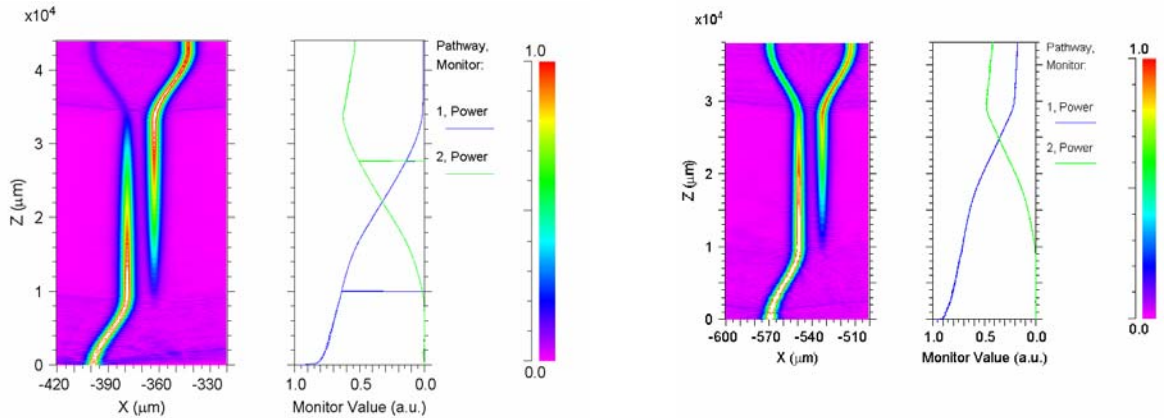 x10⁴
4
3
2
1
0
Z (μm)
-420 -390 -360 -330
X (μm)
1.0 0.5 0.0
Monitor Value (a.u.)
Pathway,
Monitor:
1, Power
2, Power
1.0
0.0
x10⁴
3
2
1
0
Z (μm)
-600 -570 -540 -510
X (μm)
1.0 0.5 0.0
Monitor Value (a.u.)
Pathway,
Monitor:
1, Power
2, Power
1.0
0.0